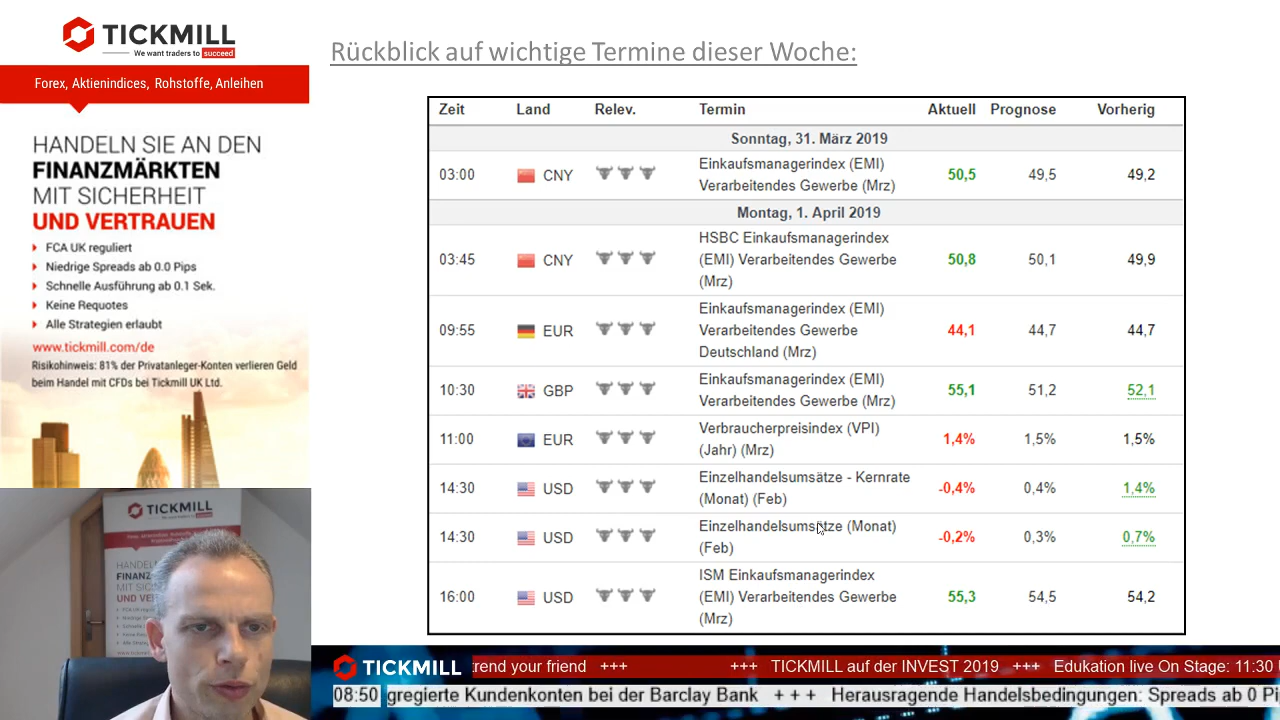 TICKMILL
We want traders to succeed
Forex, Aktienindices, Rohstoffe, Anleihen
HANDELN SIE AN DEN
FINANZMÄRKTEN
MIT SICHERHEIT
UND VERTRAUEN
FCA UK reguliert
Niedrige Spreads ab 0.0 Pips
Schnelle Ausführung ab 0.1 Sek.
Keine Requotes
Alle Strategien erlaubt
www.tickmill.com/de
Risikohinweis: 81% der Privatanleger-Konten verlieren Geld
beim Handel mit CFDs bei Tickmill UK Ltd.
TICKMILL
Rückblick auf wichtige Termine dieser Woche:
Zeit Land Relev. Termin Aktuell Prognose Vorherig
Sonntag, 31. März 2019
03:00 CNY Einkaufsmanagerindex (EMI) 50,5 49,5 49,2
Verarbeitendes Gewerbe (Mrz)
Montag, 1. April 2019
HSBC Einkaufsmanagerindex
03:45 CNY (EMI) Verarbeitendes Gewerbe 50,8 50,1 49,9
(Mrz)
Einkaufsmanagerindex (EMI)
09:55 EUR Verarbeitendes Gewerbe 44,1 44,7 44,7
Deutschland (Mrz)
10:30 GBP Einkaufsmanagerindex (EMI) 55,1 51,2 52,1
Verarbeitendes Gewerbe (Mrz)
11:00 EUR Verbraucherpreisindex (VPI) 1,4% 1,5% 1,5%
(Jahr) (Mrz)
14:30 USD Einzelhandelsumsätze - Kernrate -0,4% 0,4% 1,4%
(Monat) (Feb)
14:30 USD Einzelhandelsumsätze (Monat) -0,2% 0,3% 0,7%
(Feb)
ISM Einkaufsmanagerindex
16:00 USD (EMI) Verarbeitendes Gewerbe 55,3 54,5 54,2
(Mrz)
TICKMILL trend your friend +++ +++ TICKMILL auf der INVEST 2019 +++ Edukation live On Stage: 11:30
08:50 gregierte Kundenkonten bei der Barclay Bank + + + Herausragende Handelsbedingungen: Spreads ab 0 Pi